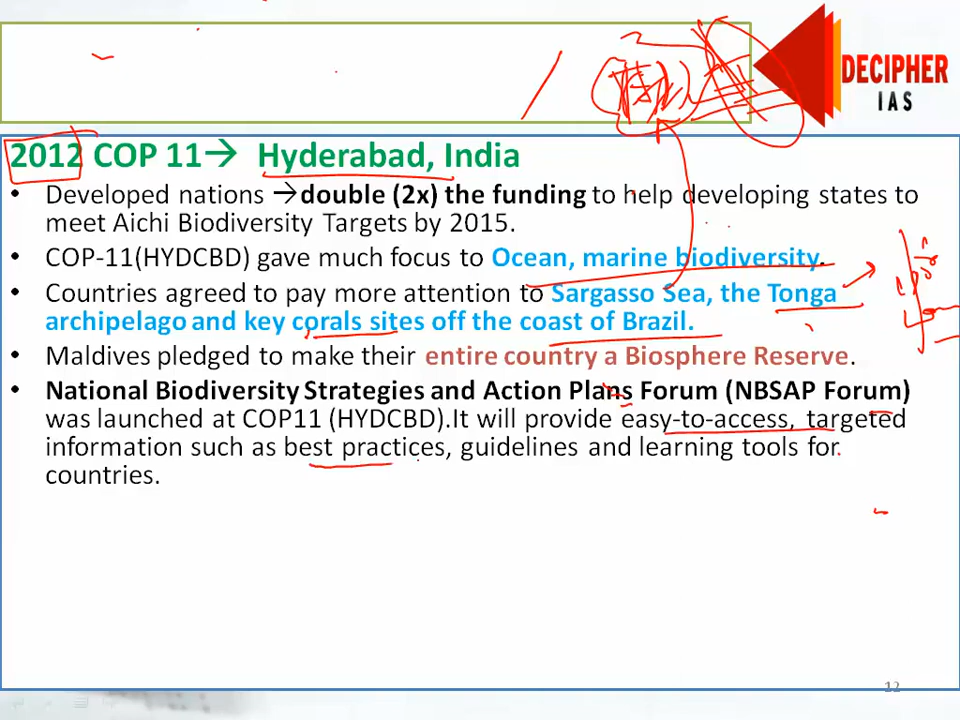 DECIPHER
IAS
2012 COP 11→ Hyderabad, India
• Developed nations →double (2x) the funding to help developing states to
meet Aichi Biodiversity Targets by 2015.
• COP-11(HYDCBD) gave much focus to Ocean, marine biodiversity.
• Countries agreed to pay more attention to Sargasso Sea, the Tonga
archipelago and key corals sites off the coast of Brazil.
• Maldives pledged to make their entire country a Biosphere Reserve.
• National Biodiversity Strategies and Action Plans Forum (NBSAP Forum)
was launched at COP11 (HYDCBD).It will provide easy-to-access, targeted
information such as best practices, guidelines and learning tools for
countries.
12